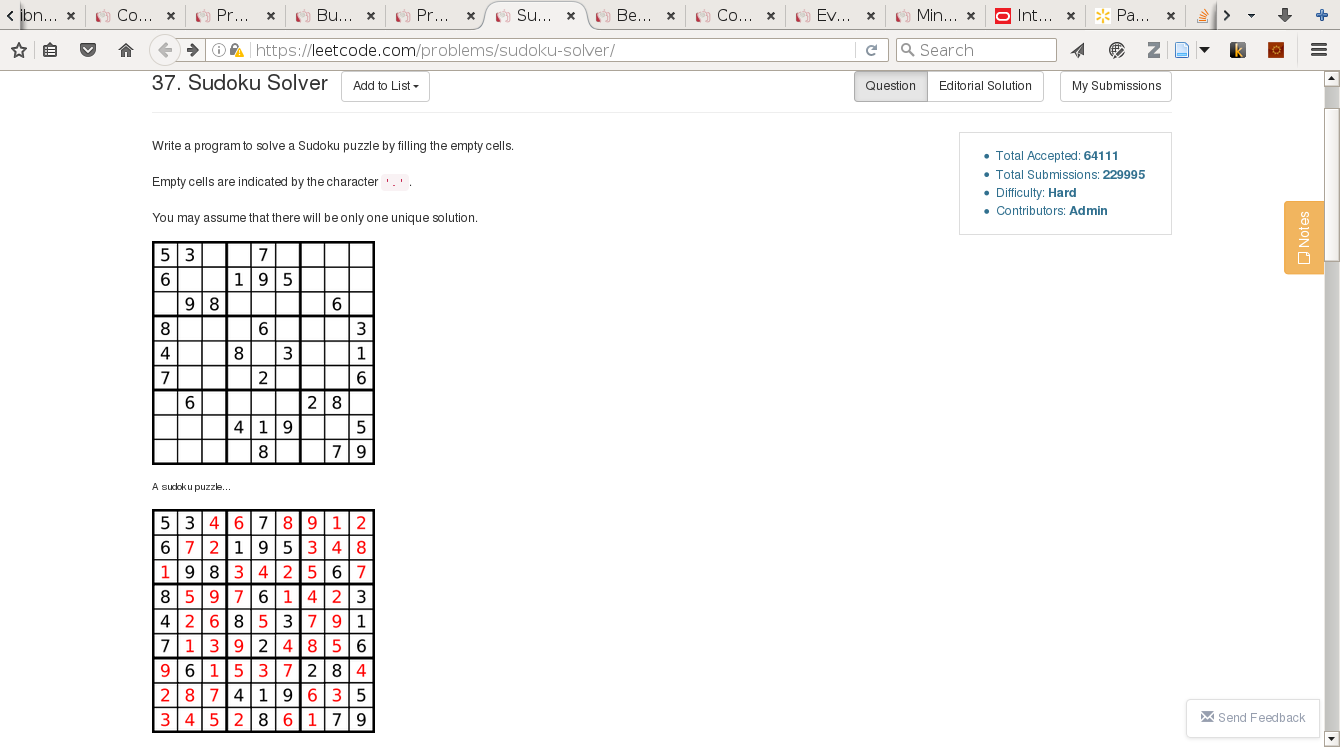 ibn... Co... Pr... Bu... Pr... Su... Be... Co... Ev... Min... Int... Pa...
https://leetcode.com/problems/sudoku-solver/ Search
37. Sudoku Solver Add to List Question Editorial Solution My Submissions
Write a program to solve a Sudoku puzzle by filling the empty cells.
Empty cells are indicated by the character '.'.
You may assume that there will be only one unique solution.
Total Accepted: 64111
Total Submissions: 229995
Difficulty: Hard
Contributors: Admin
Notes
5 3 7
6 1 9 5
9 8 6
8 6 3
4 8 3 1
7 2 6
6 2 8
4 1 9 5
8 7 9
A sudoku puzzle...
5 3 4 6 7 8 9 1 2
6 7 2 1 9 5 3 4 8
1 9 8 3 4 2 5 6 7
8 5 9 7 6 1 4 2 3
4 2 6 8 5 3 7 9 1
7 1 3 9 2 4 8 5 6
9 6 1 5 3 7 2 8 4
2 8 7 4 1 9 6 3 5
3 4 5 2 8 6 1 7 9
Send Feedback